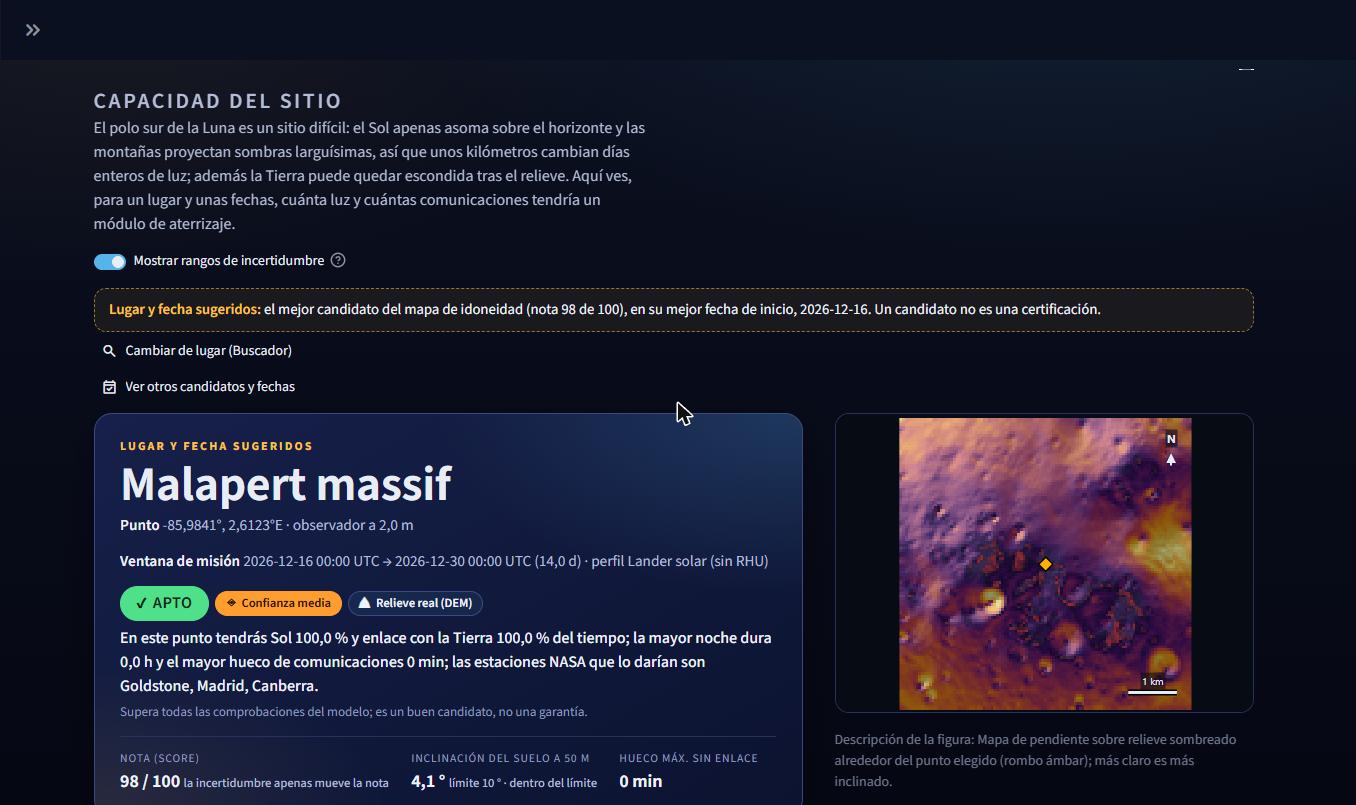 CAPACIDAD DEL SITIO
El polo sur de la Luna es un sitio difícil: el Sol apenas asoma sobre el horizonte y las
montañas proyectan sombras larguísimas, así que unos kilómetros cambian días
enteros de luz; además la Tierra puede quedar escondida tras el relieve. Aquí ves,
para un lugar y unas fechas, cuánta luz y cuántas comunicaciones tendría un
módulo de aterrizaje.
Mostrar rangos de incertidumbre
Lugar y fecha sugeridos: el mejor candidato del mapa de idoneidad (nota 98 de 100), en su mejor fecha de inicio, 2026-12-16. Un candidato no es una certificación.
Cambiar de lugar (Buscador)
Ver otros candidatos y fechas
LUGAR Y FECHA SUGERIDOS
Malapert massif
Punto -85,9841°, 2,6123°E · observador a 2,0 m
Ventana de misión 2026-12-16 00:00 UTC → 2026-12-30 00:00 UTC (14,0 d) · perfil Lander solar (sin RHU)
✓ APTO
Confianza media
Relieve real (DEM)
En este punto tendrás Sol 100,0 % y enlace con la Tierra 100,0 % del tiempo; la mayor noche dura
0,0 h y el mayor hueco de comunicaciones 0 min; las estaciones NASA que lo darían son
Goldstone, Madrid, Canberra.
Supera todas las comprobaciones del modelo; es un buen candidato, no una garantía.
NOTA (SCORE)
98 / 100 la incertidumbre apenas mueve la nota
INCLINACIÓN DEL SUELO A 50 M
4,1 ° límite 10 ° · dentro del límite
HUECO MÁX. SIN ENLACE
0 min
N
1 km
Descripción de la figura: Mapa de pendiente sobre relieve sombreado
alrededor del punto elegido (rombo ámbar); más claro es más
inclinado.